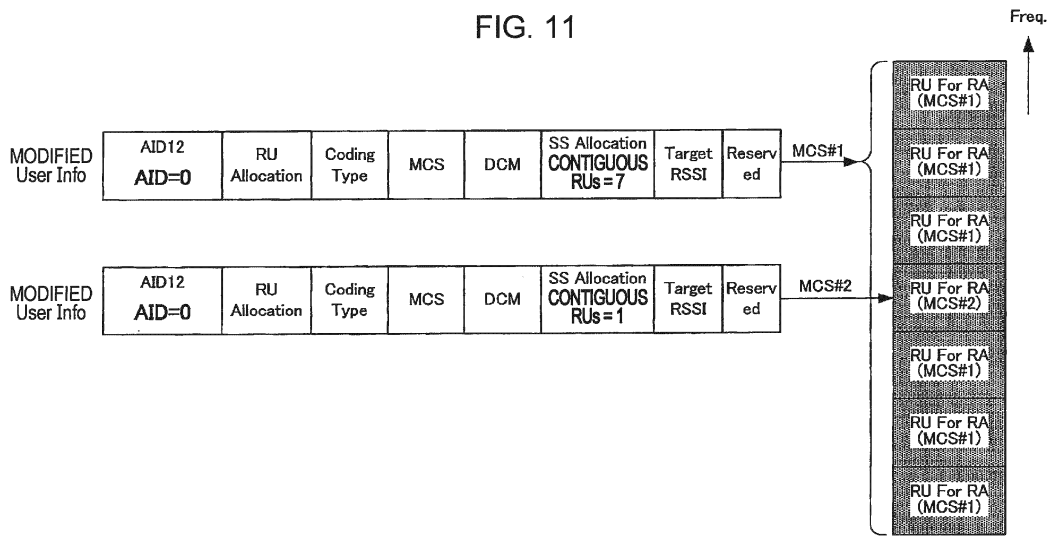 FIG. 11
Freq.
MODIFIED
User Info
AID12
AID=0
RU
Allocation
Coding
Type
MCS
DCM
SS Allocation
CONTIGUOUS
RUs=7
Target
RSSI
Reserv
ed
MCS#1
MODIFIED
User Info
AID12
AID=0
RU
Allocation
Coding
Type
MCS
DCM
SS Allocation
CONTIGUOUS
RUs=1
Target
RSSI
Reserv
ed
MCS#2
RU For RA
(MCS#1)
RU For RA
(MCS#1)
RU For RA
(MCS#1)
RU For RA
(MCS#2)
RU For RA
(MCS#1)
RU For RA
(MCS#1)
RU For RA
(MCS#1)